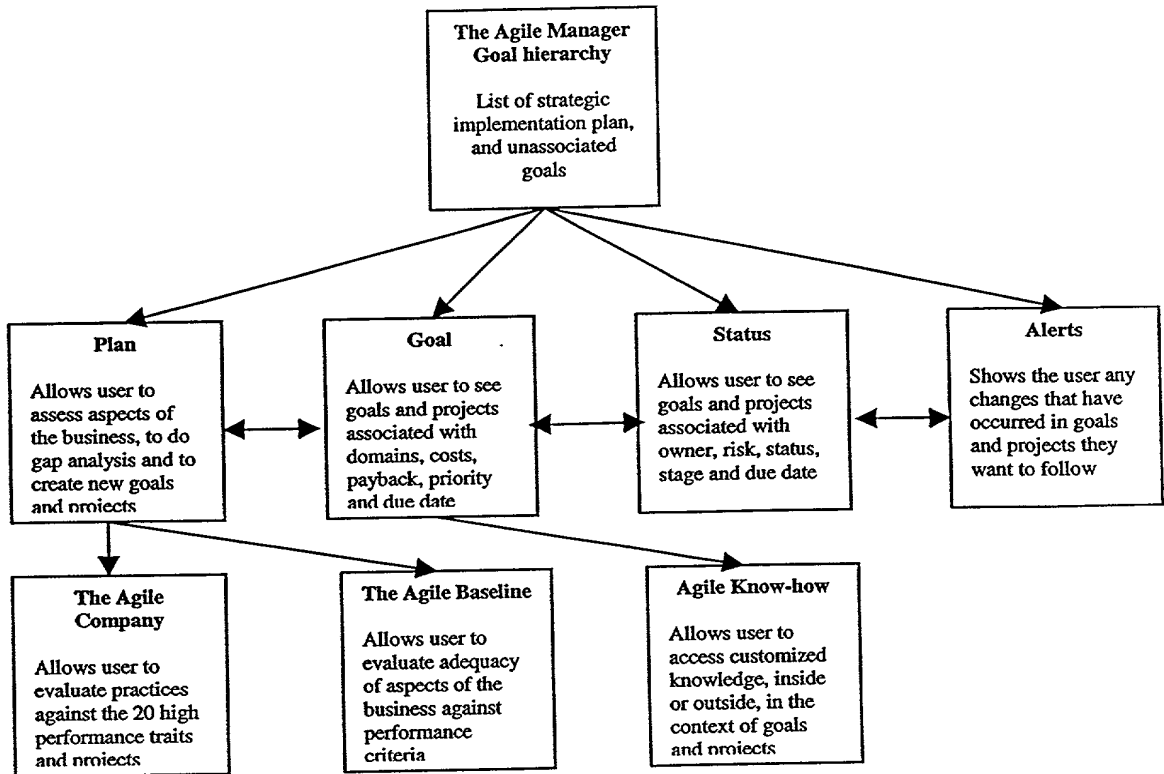 The Agile Manager
Goal hierarchy
List of strategic
implementation plan,
and unassociated
goals
Plan
Allows user to
assess aspects of
the business, to do
gap analysis and to
create new goals
and projects
Goal
Allows user to see
goals and projects
associated with
domains, costs,
payback, priority
and due date
Status
Allows user to see
goals and projects
associated with
owner, risk, status,
stage and due date
Alerts
Shows the user any
changes that have
occurred in goals
and projects they
want to follow
The Agile
Company
Allows user to
evaluate practices
against the 20 high
performance traits
and projects
The Agile Baseline
Allows user to
evaluate adequacy
of aspects of the
business against
performance
criteria
Agile Know-how
Allows user to
access customized
knowledge, inside
or outside, in the
context of goals
and projects